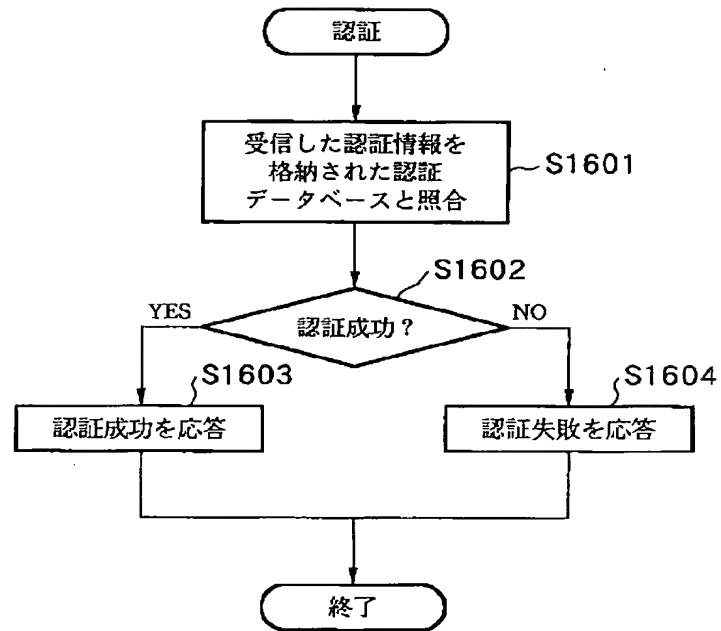 認証
受信した認証情報を
格納された認証
データベースと照合
S1601
S1602
YES
認証成功？
NO
S1603
S1604
認証成功を応答
認証失敗を応答
終了